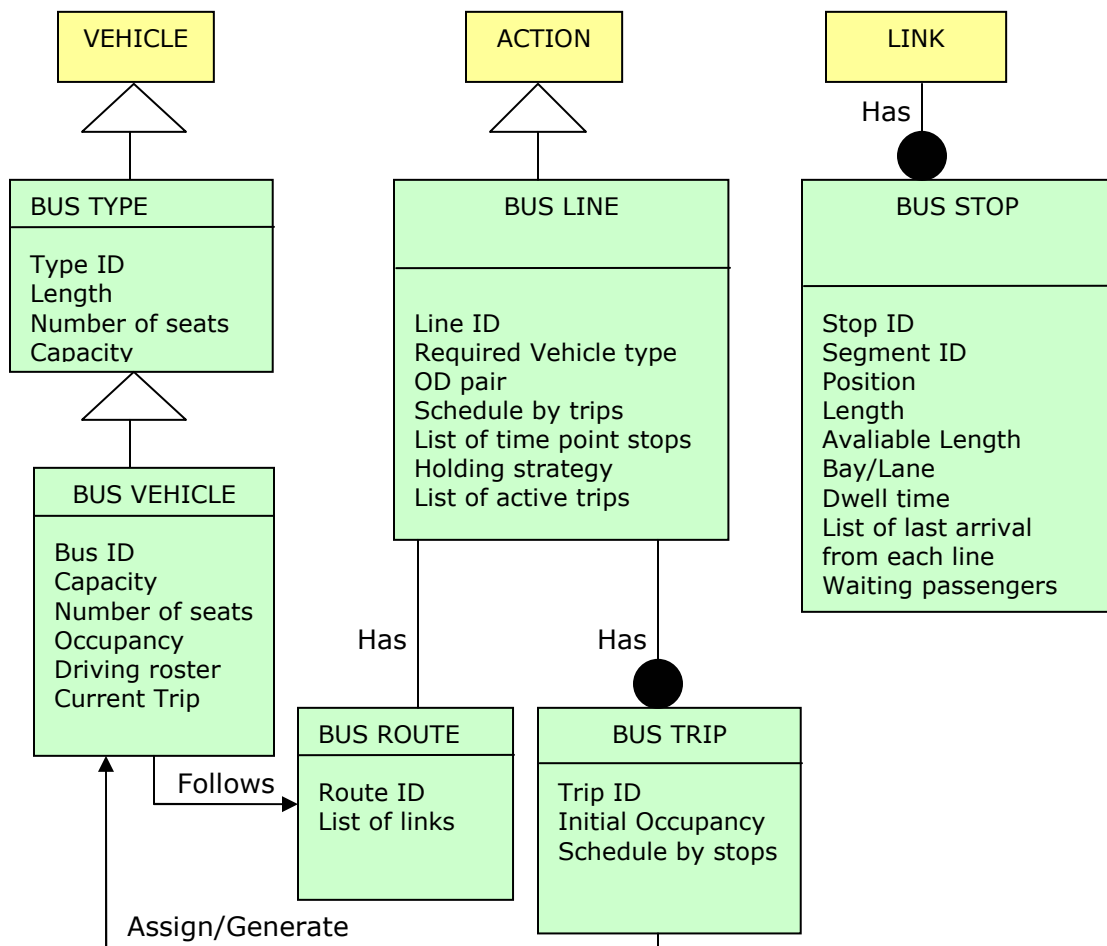 VEHICLE
ACTION
LINK
Has
BUS TYPE
Type ID
Length
Number of seats
Capacity
BUS LINE
Line ID
Required Vehicle type
OD pair
Schedule by trips
List of time point stops
Holding strategy
List of active trips
BUS STOP
Stop ID
Segment ID
Position
Length
Avaliable Length
Bay/Lane
Dwell time
List of last arrival
from each line
Waiting passengers
BUS VEHICLE
Bus ID
Capacity
Number of seats
Occupancy
Driving roster
Current Trip
Has
Has
Follows
BUS ROUTE
Route ID
List of links
BUS TRIP
Trip ID
Initial Occupancy
Schedule by stops
Assign/Generate